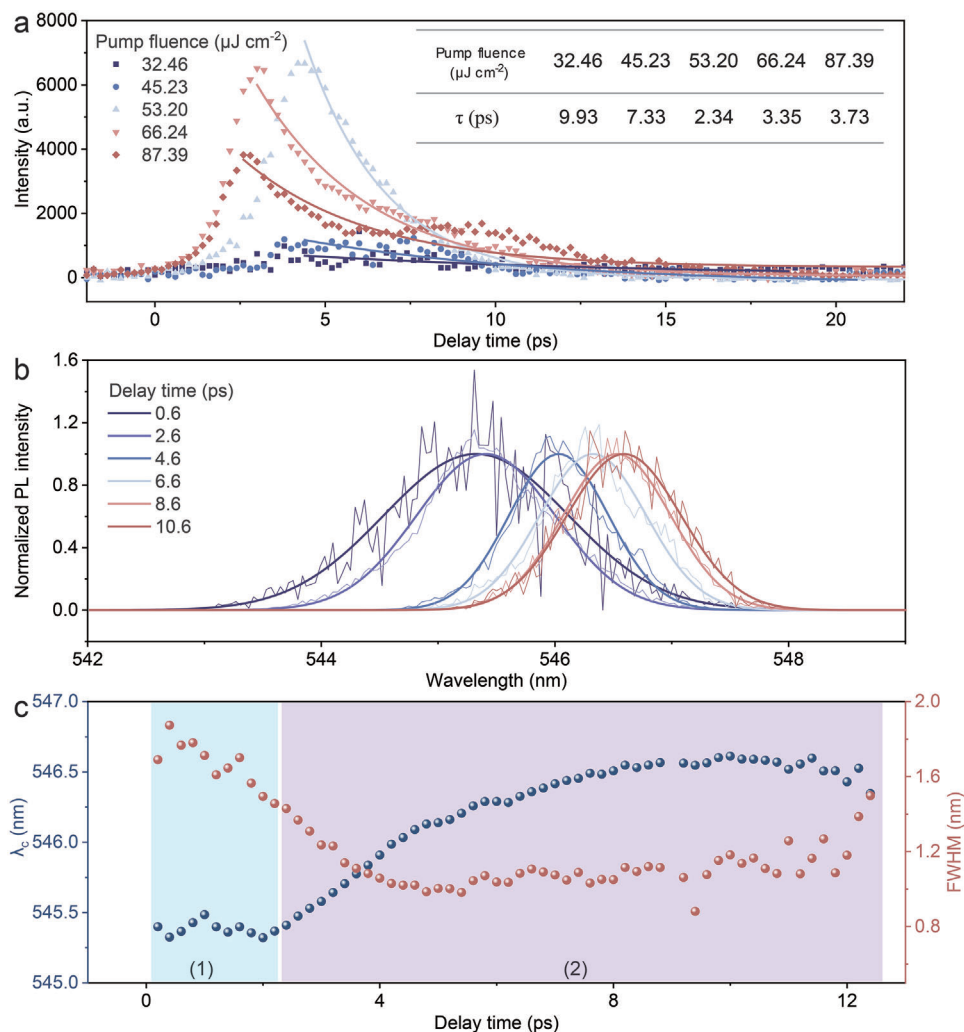 a
8000
6000
4000
2000
0
Intensity (a.u.)
Pump fluence (μJ cm⁻²)
32.46
45.23
53.20
66.24
87.39
Pump fluence (μJ cm⁻²) 32.46 45.23 53.20 66.24 87.39
τ (ps) 9.93 7.33 2.34 3.35 3.73
0 5 10 15 20
Delay time (ps)
b
1.6
1.2
0.8
0.4
0.0
Normalized PL intensity
Delay time (ps)
0.6
2.6
4.6
6.6
8.6
10.6
542 544 546 548
Wavelength (nm)
c
547.0
546.5
546.0
545.5
545.0
λc (nm)
2.0
1.6
1.2
0.8
FWHM (nm)
(1) (2)
0 4 8 12
Delay time (ps)